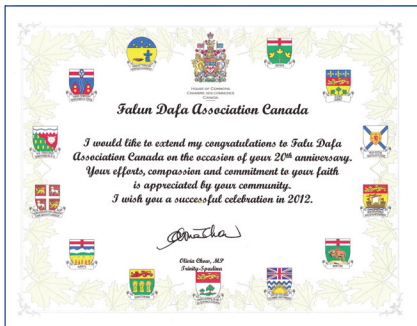 HOUSE OF COMMONS
CHAMBRE DES COMMUNES
CANADA
Falun Dafa Association Canada
I would like to extend my congratulations to Falu Dafa
Association Canada on the occasion of your 20th anniversary.
Your efforts, compassion and commitment to your faith
is appreciated by your community.
I wish you a successful celebration in 2012.
Olivia Chow, MP
Trinity-Spadina